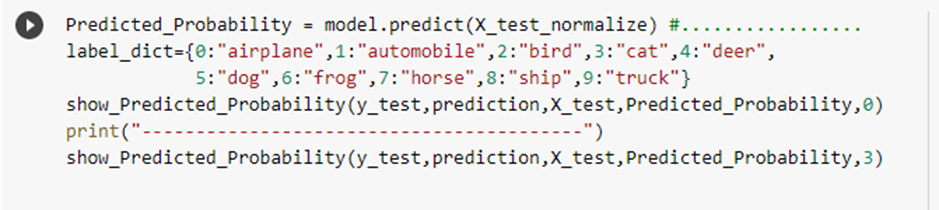 Predicted_Probability = model.predict(X_test_normalize) #.................
label_dict={0:"airplane",1:"automobile",2:"bird",3:"cat",4:"deer",
5:"dog",6:"frog",7:"horse",8:"ship",9:"truck"}
show_Predicted_Probability(y_test,prediction,X_test,Predicted_Probability,0)
print("-----------------------------------------")
show_Predicted_Probability(y_test,prediction,X_test,Predicted_Probability,3)